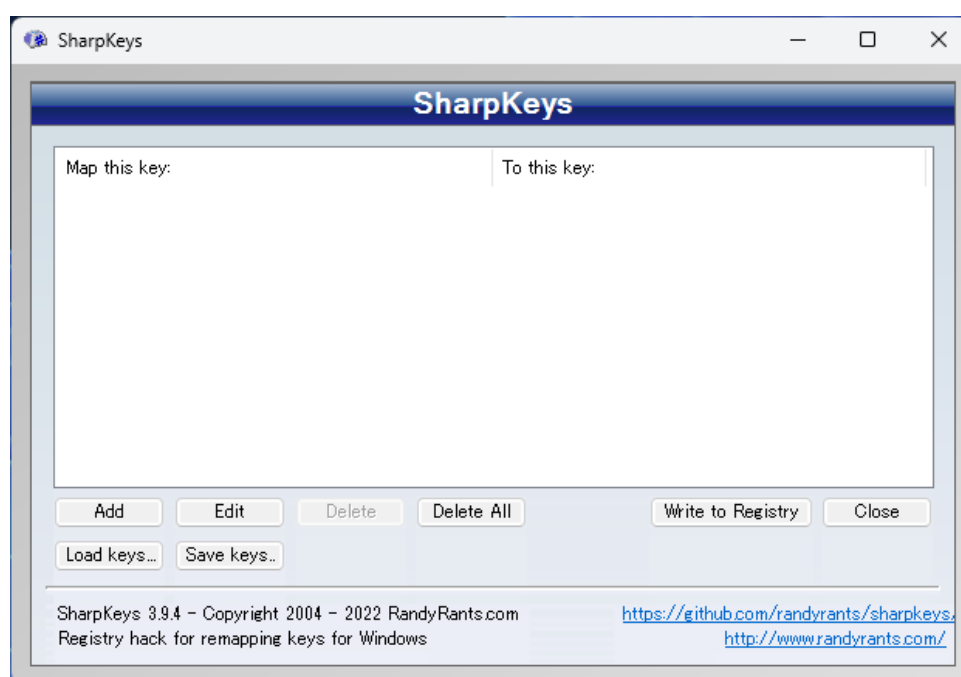 SharpKeys
SharpKeys
Map this key: To this key:
Add Edit Delete Delete All Write to Registry Close
Load keys... Save keys..
SharpKeys 3.9.4 - Copyright 2004 - 2022 RandyRants.com https://github.com/randyrants/sharpkeys/
Registry hack for remapping keys for Windows http://www.randyrants.com/